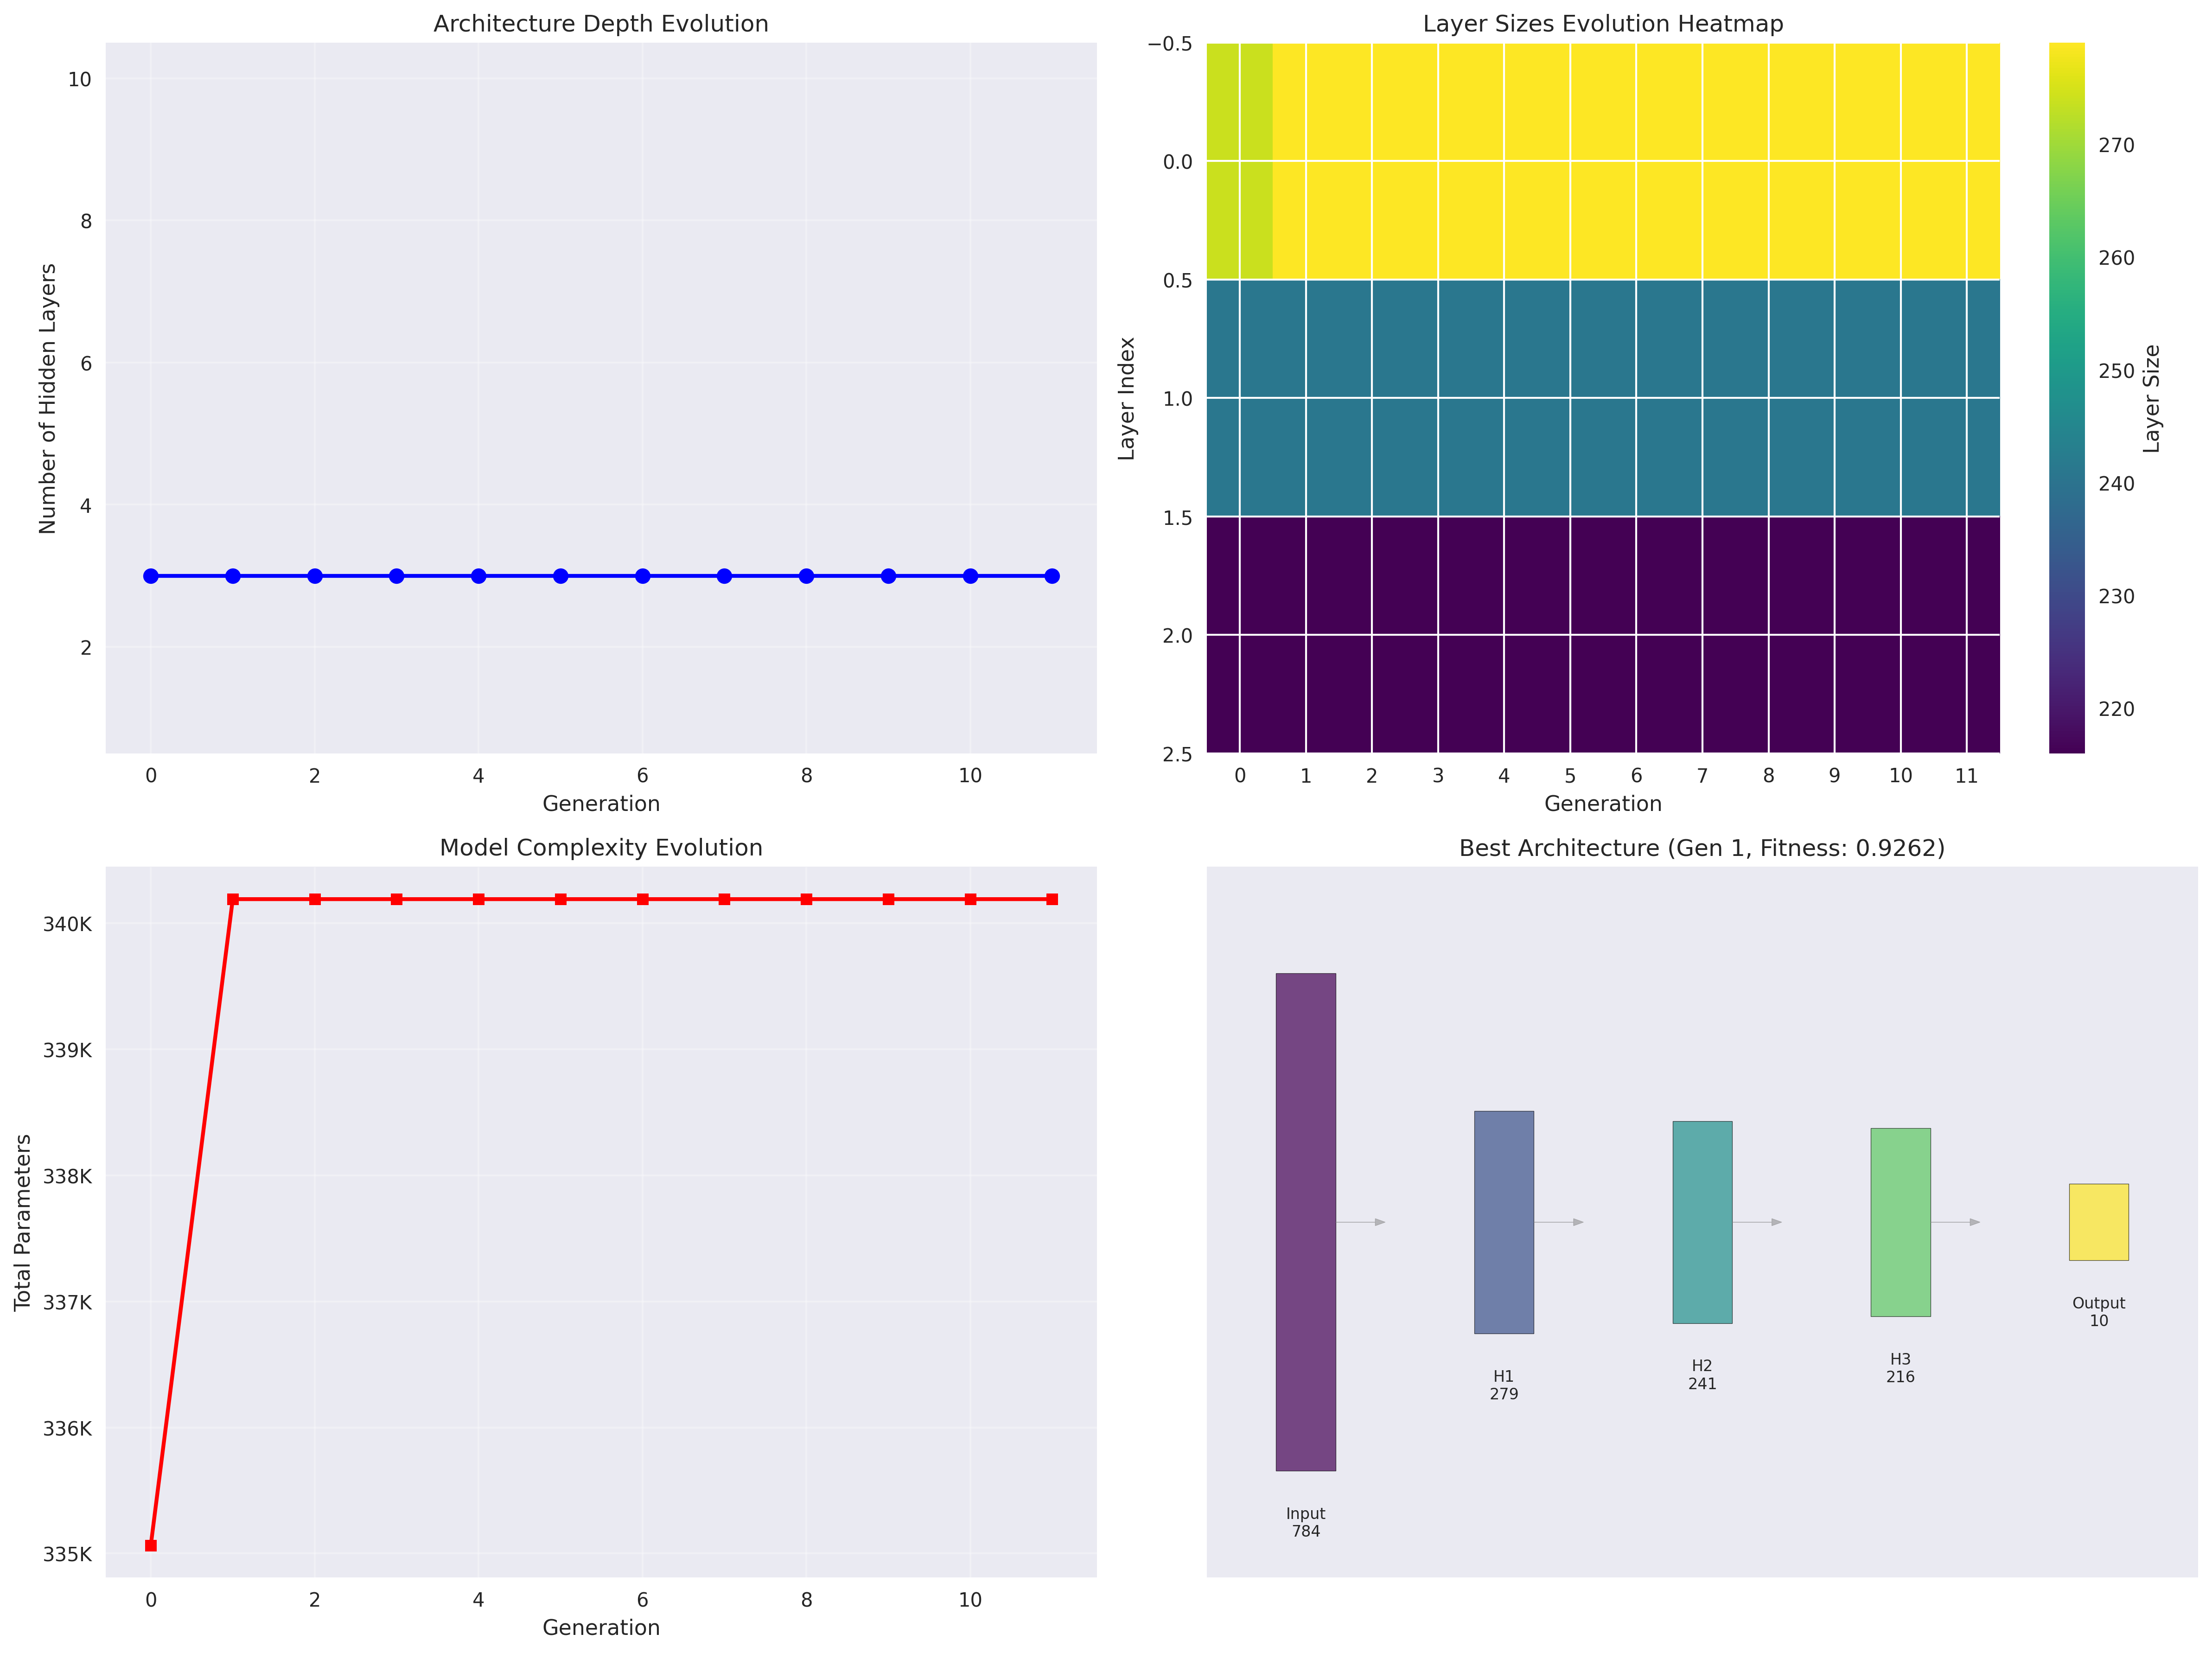 Architecture Depth Evolution
Number of Hidden Layers
10
8
6
4
2
0 2 4 6 8 10
Generation
Layer Sizes Evolution Heatmap
Layer Index
−0.5
0.0
0.5
1.0
1.5
2.0
2.5
0 1 2 3 4 5 6 7 8 9 10 11
Generation
270
260
250
240
230
220
Layer Size
Model Complexity Evolution
Total Parameters
340K
339K
338K
337K
336K
335K
0 2 4 6 8 10
Generation
Best Architecture (Gen 1, Fitness: 0.9262)
Input
784
H1
279
H2
241
H3
216
Output
10